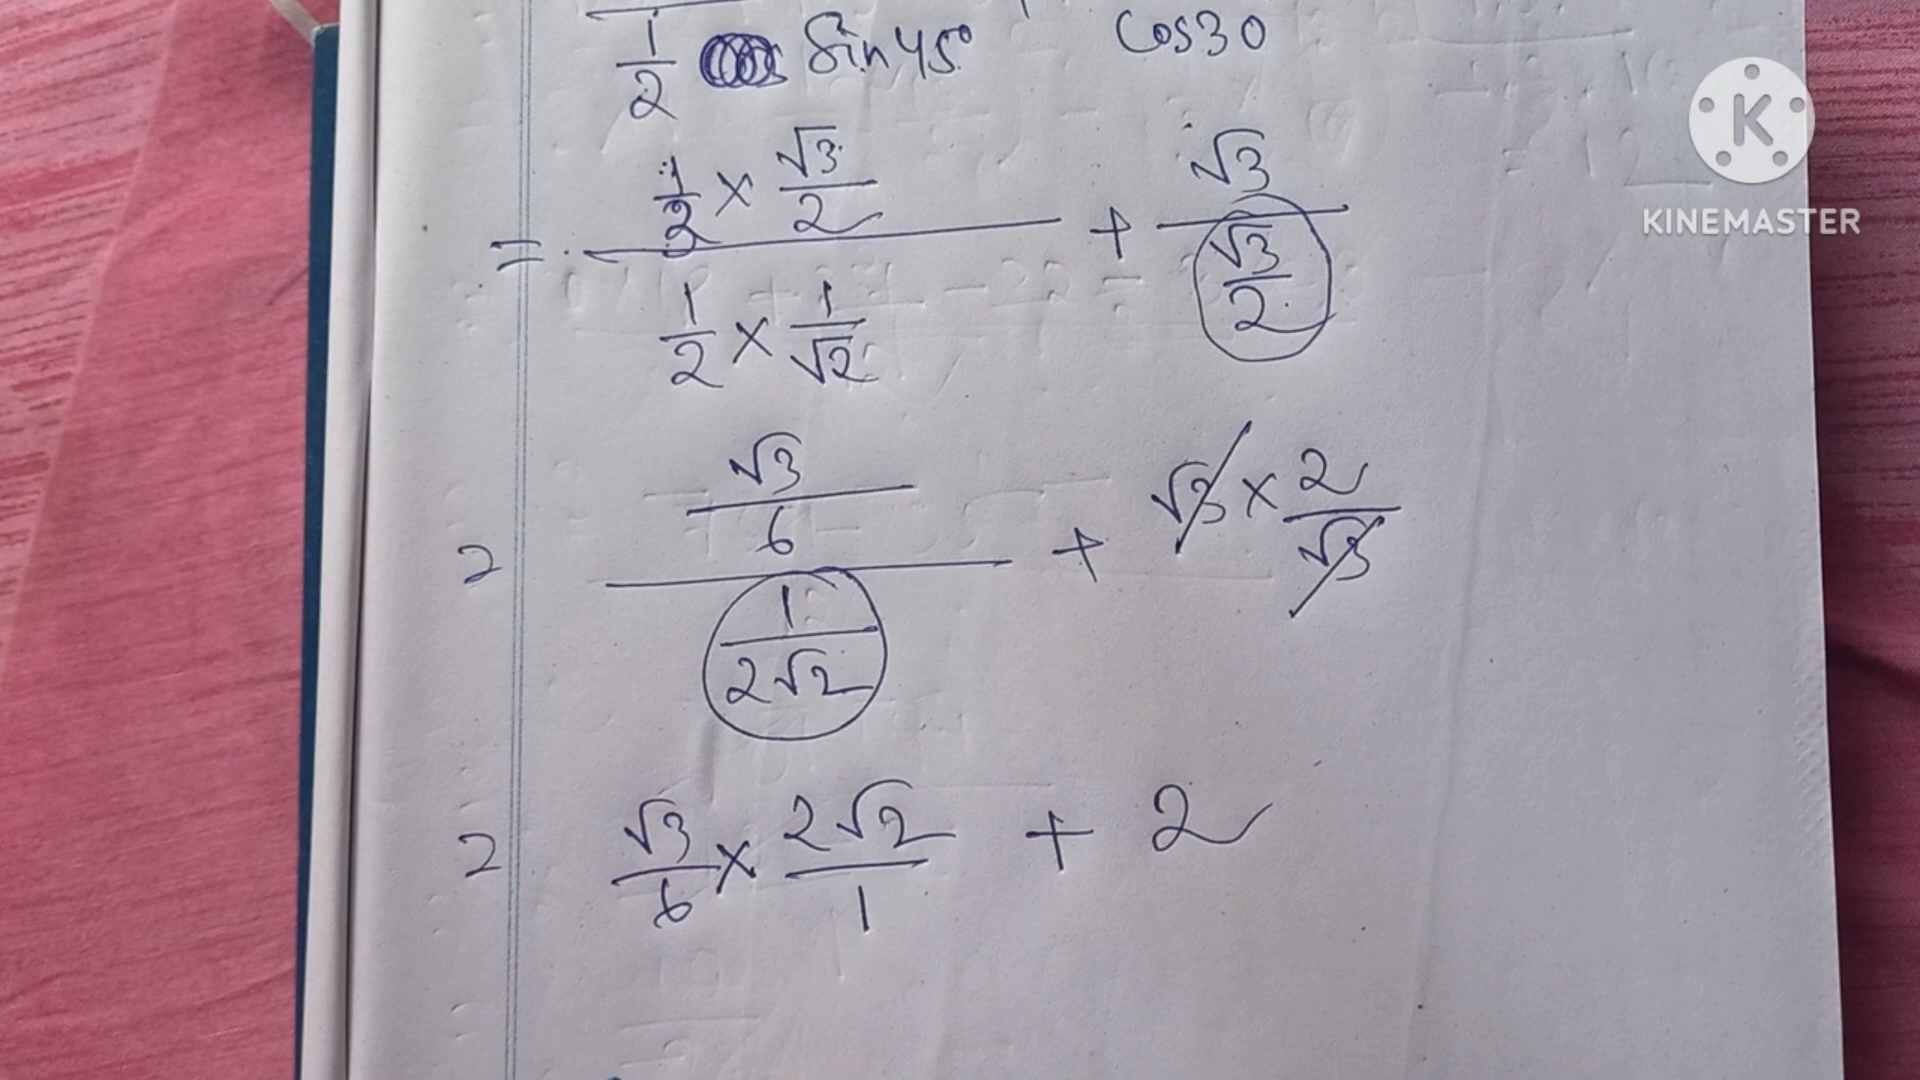 1/2 Sin45° cos30
= (1/2 × √3/2) / (1/2 × 1/√2) + √3 / (√3/2)
= (√3/6) / (1/(2√2)) + √3 × 2/√3
= √3/6 × 2√2/1 + 2
K
KINEMASTER